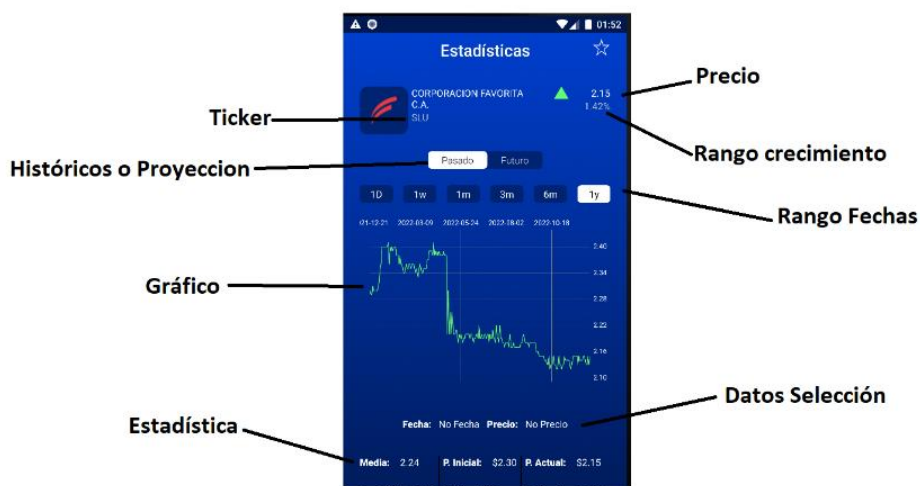 01:52
Estadísticas
Precio
CORPORACION FAVORITA
C.A.
2.15
1.42%
Ticker
SLU
Rango crecimiento
Históricos o Proyeccion
Pasado Futuro
1D 1w 1m 3m 6m 1y
Rango Fechas
21-12-21 2022-03-09 2022-05-24 2022-08-02 2022-10-18
2.40
2.34
Gráfico
2.28
2.22
2.16
2.10
Datos Selección
Fecha: No Fecha Precio: No Precio
Estadística
Media: 2.24 P. Inicial: $2.30 P. Actual: $2.15